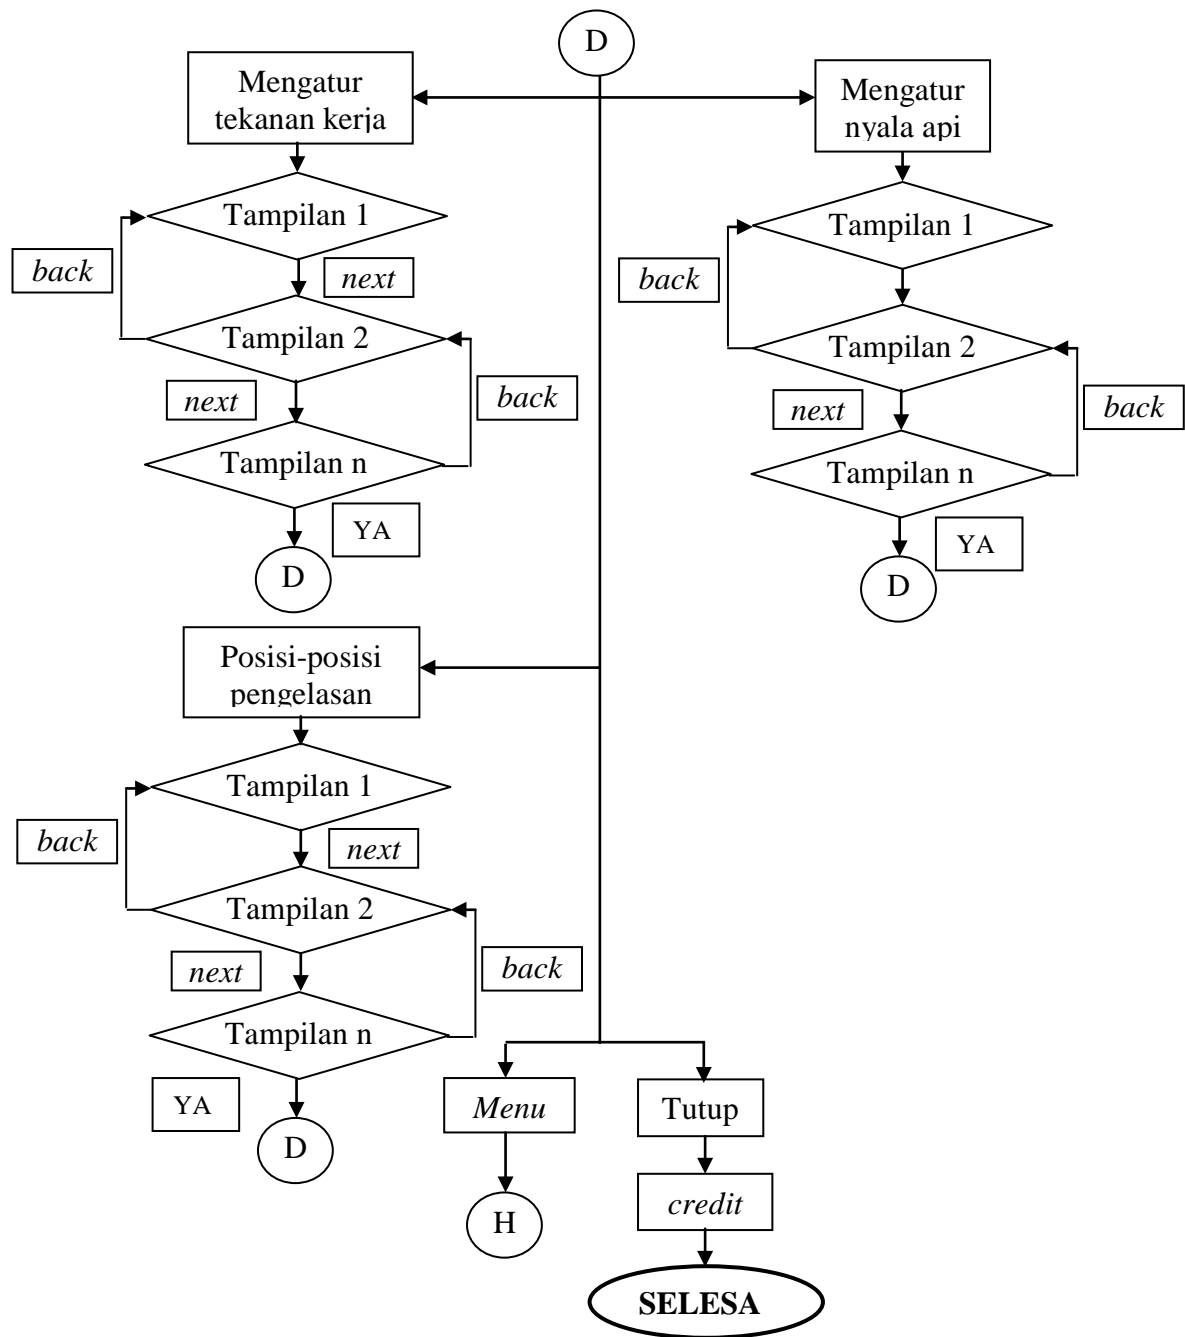 D
Mengatur
tekanan kerja
Tampilan 1
back
next
Tampilan 2
next
back
Tampilan n
YA
D
Mengatur
nyala api
Tampilan 1
back
Tampilan 2
next
back
Tampilan n
YA
D
Posisi-posisi
pengelasan
Tampilan 1
back
next
Tampilan 2
next
back
Tampilan n
YA
D
Menu
H
Tutup
credit
SELESA